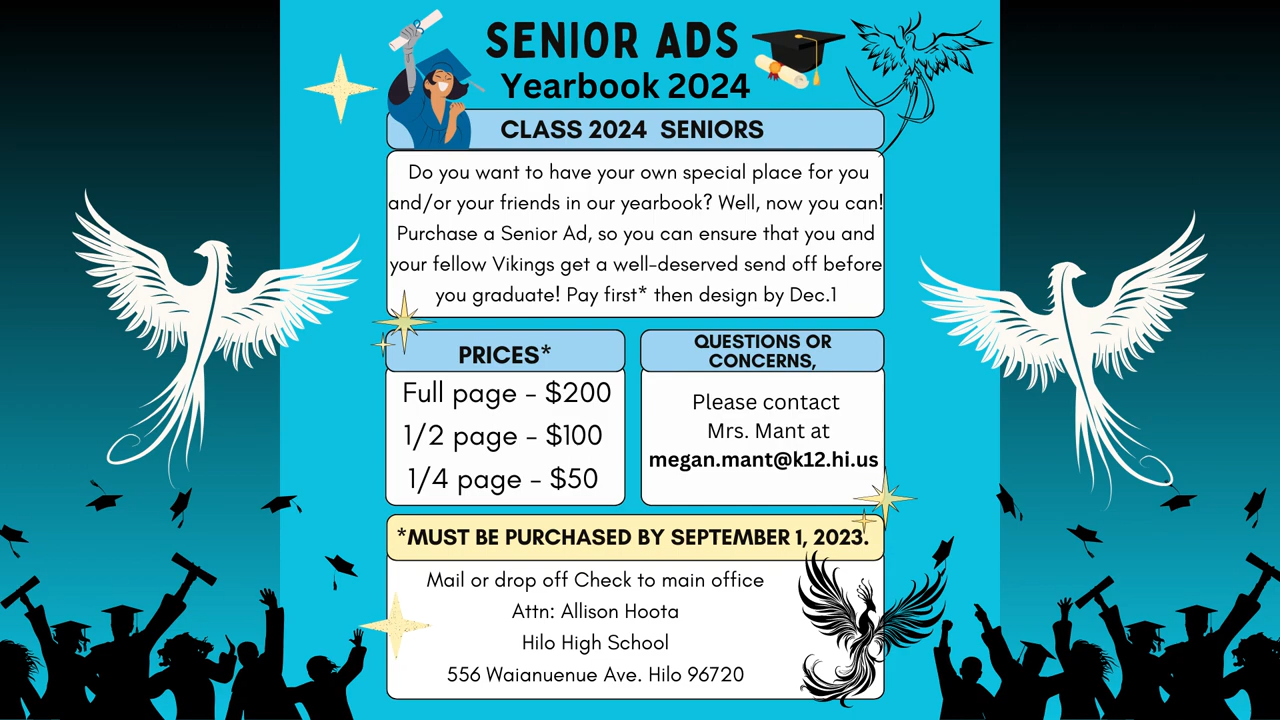 SENIOR ADS
Yearbook 2024
CLASS 2024 SENIORS
Do you want to have your own special place for you
and/or your friends in our yearbook? Well, now you can!
Purchase a Senior Ad, so you can ensure that you and
your fellow Vikings get a well-deserved send off before
you graduate! Pay first* then design by Dec.1
PRICES*
Full page - $200
1/2 page - $100
1/4 page - $50
QUESTIONS OR
CONCERNS,
Please contact
Mrs. Mant at
megan.mant@k12.hi.us
*MUST BE PURCHASED BY SEPTEMBER 1, 2023.
Mail or drop off Check to main office
Attn: Allison Hoota
Hilo High School
556 Waianuenue Ave. Hilo 96720